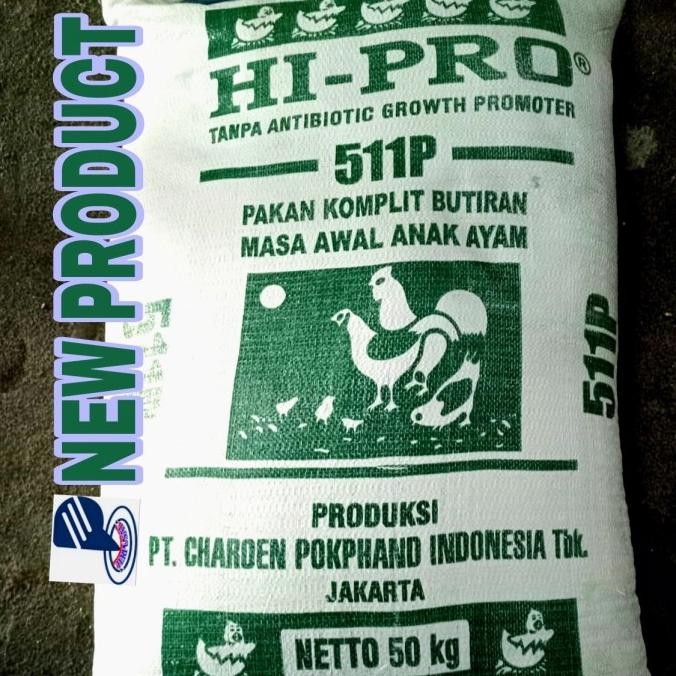 NEW PRODUCT
HI-PRO®
TANPA ANTIBIOTIC GROWTH PROMOTER
511P
PAKAN KOMPLIT BUTIRAN
MASA AWAL ANAK AYAM
511P
PRODUKSI
PT. CHAROEN POKPHAND INDONESIA Tbk.
JAKARTA
NETTO 50 kg